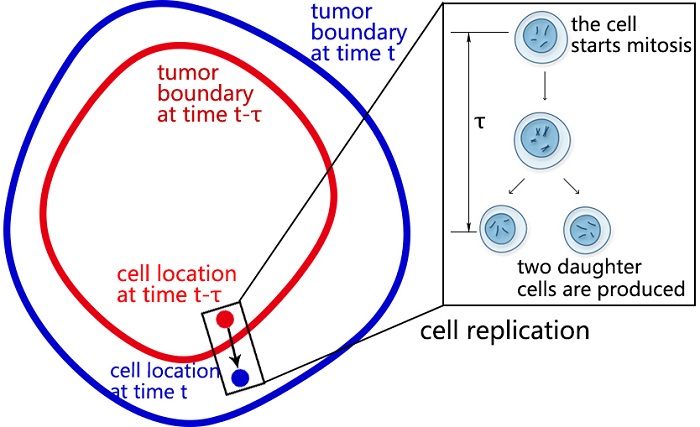 tumor
boundary
at time t
tumor
boundary
at time t-τ
cell location
at time t-τ
cell location
at time t
the cell
starts mitosis
τ
two daughter
cells are produced
cell replication